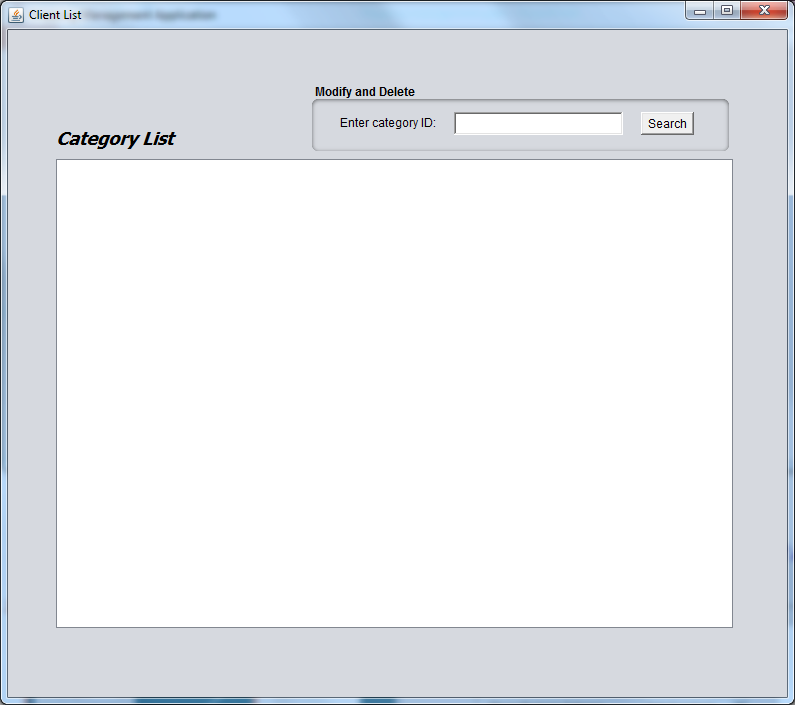 Client List
Modify and Delete
Enter category ID:
Search
Category List